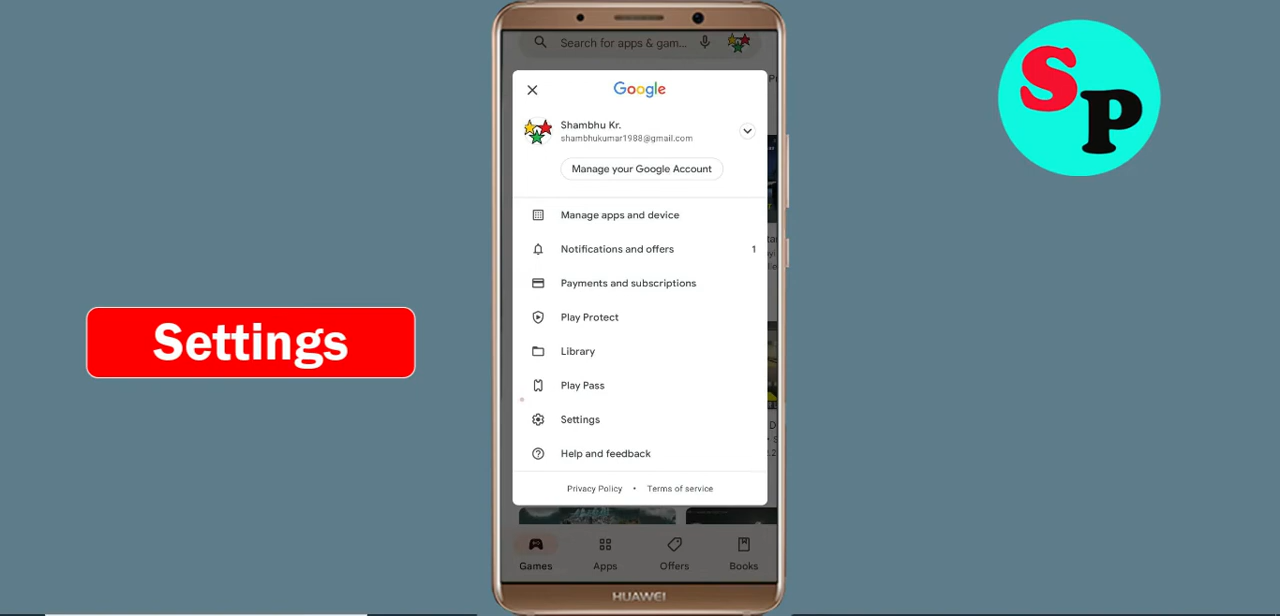 Search for apps & gam...
SP
Google
Shambhu Kr.
shambhukumar1988@gmail.com
Manage your Google Account
Manage apps and device
Notifications and offers 1
Payments and subscriptions
Play Protect
Settings
Library
Play Pass
Settings
Help and feedback
Privacy Policy • Terms of service
Games Apps Offers Books
HUAWEI